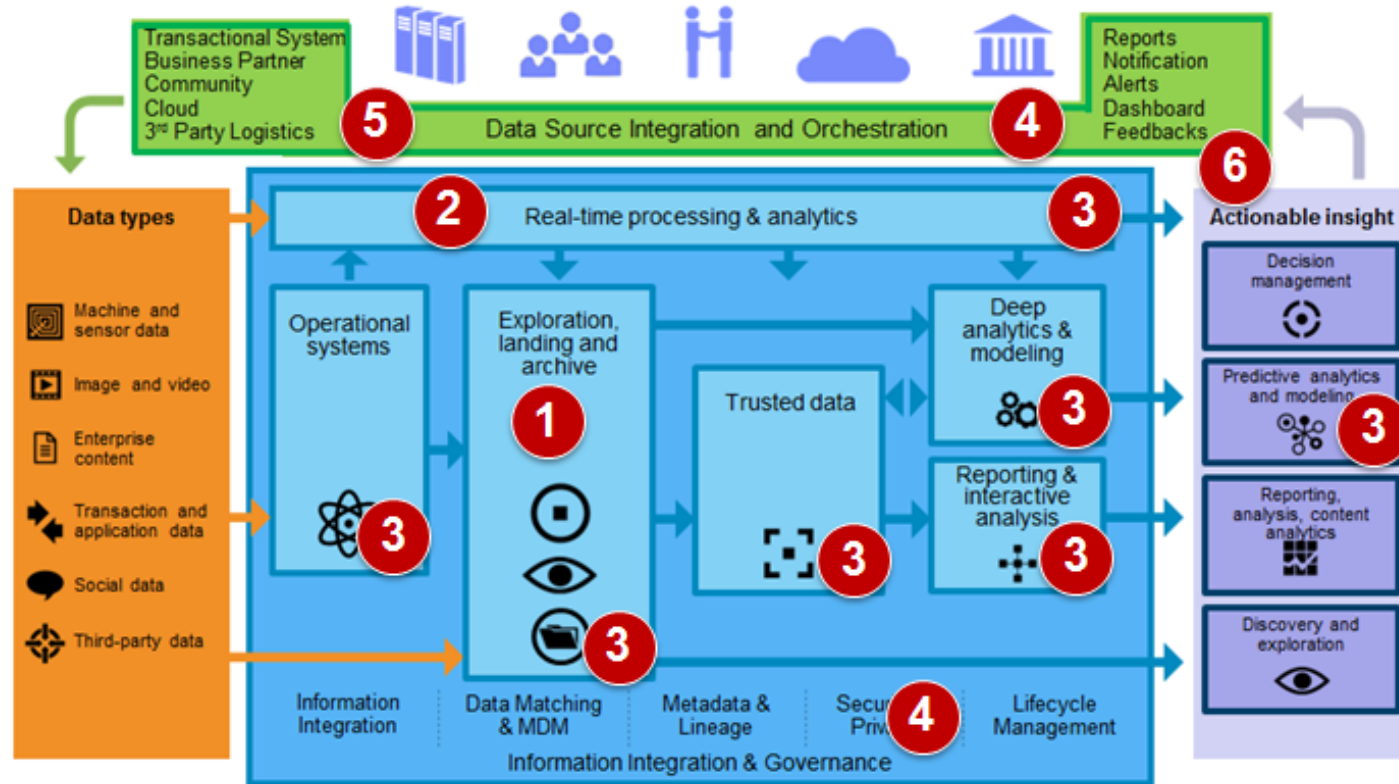 Transactional System
Business Partner
Community
Cloud
3rd Party Logistics
5
Data Source Integration and Orchestration
4
Reports
Notification
Alerts
Dashboard
Feedbacks
6
Data types
Machine and
sensor data
Image and video
Enterprise
content
Transaction and
application data
Social data
Third-party data
2
Real-time processing & analytics
3
Operational
systems
3
Exploration,
landing and
archive
1
3
Trusted data
3
Deep
analytics &
modeling
3
Reporting &
interactive
analysis
3
Information
Integration
Data Matching
& MDM
Metadata &
Lineage
4
Lifecycle
Management
Information Integration & Governance
Actionable insight
Decision
management
Predictive analytics
and modeling
3
Reporting,
analysis, content
analytics
Discovery and
exploration